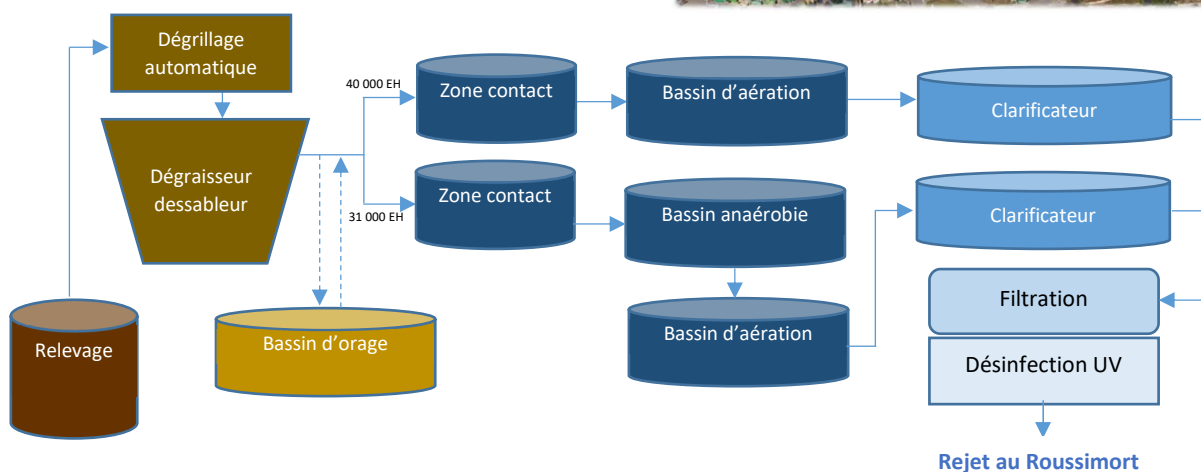 Dégrillage
automatique
Dégraisseur
dessableur
Relevage
Bassin d'orage
40 000 EH
31 000 EH
Zone contact
Bassin d'aération
Clarificateur
Zone contact
Bassin anaérobie
Bassin d'aération
Clarificateur
Filtration
Désinfection UV
Rejet au Roussimort